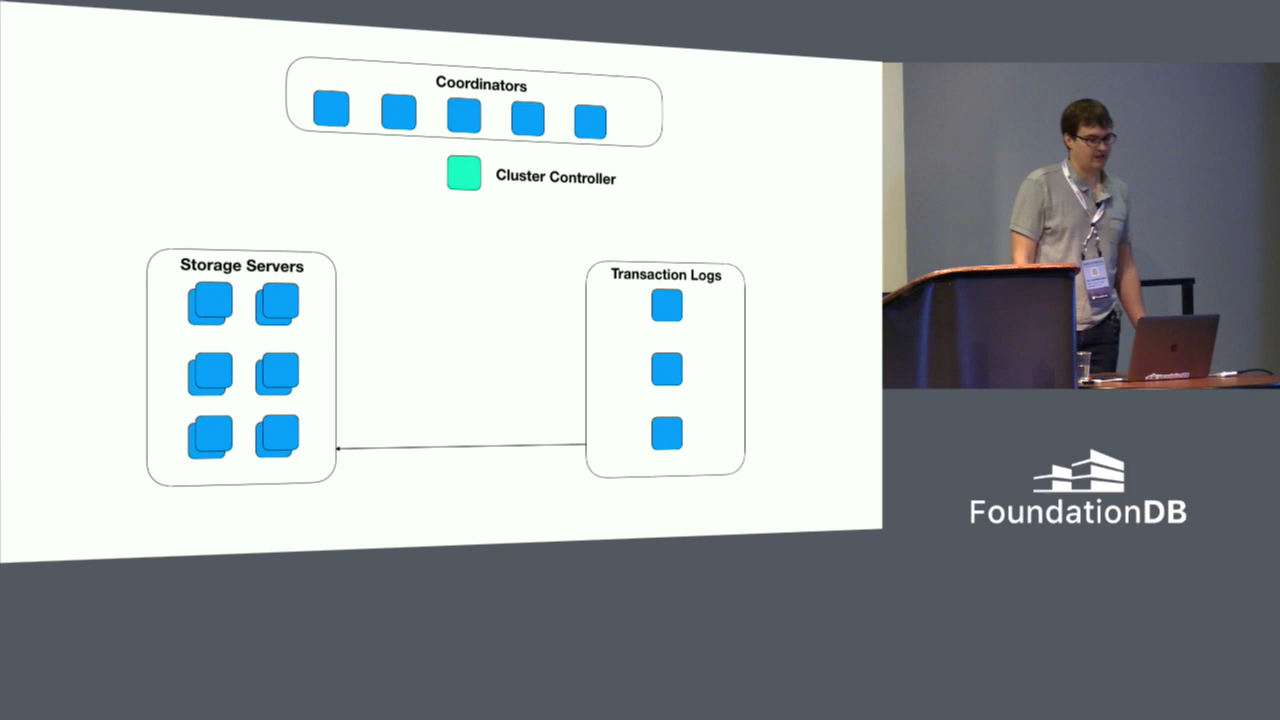 Coordinators
Cluster Controller
Storage Servers
Transaction Logs
FoundationDB